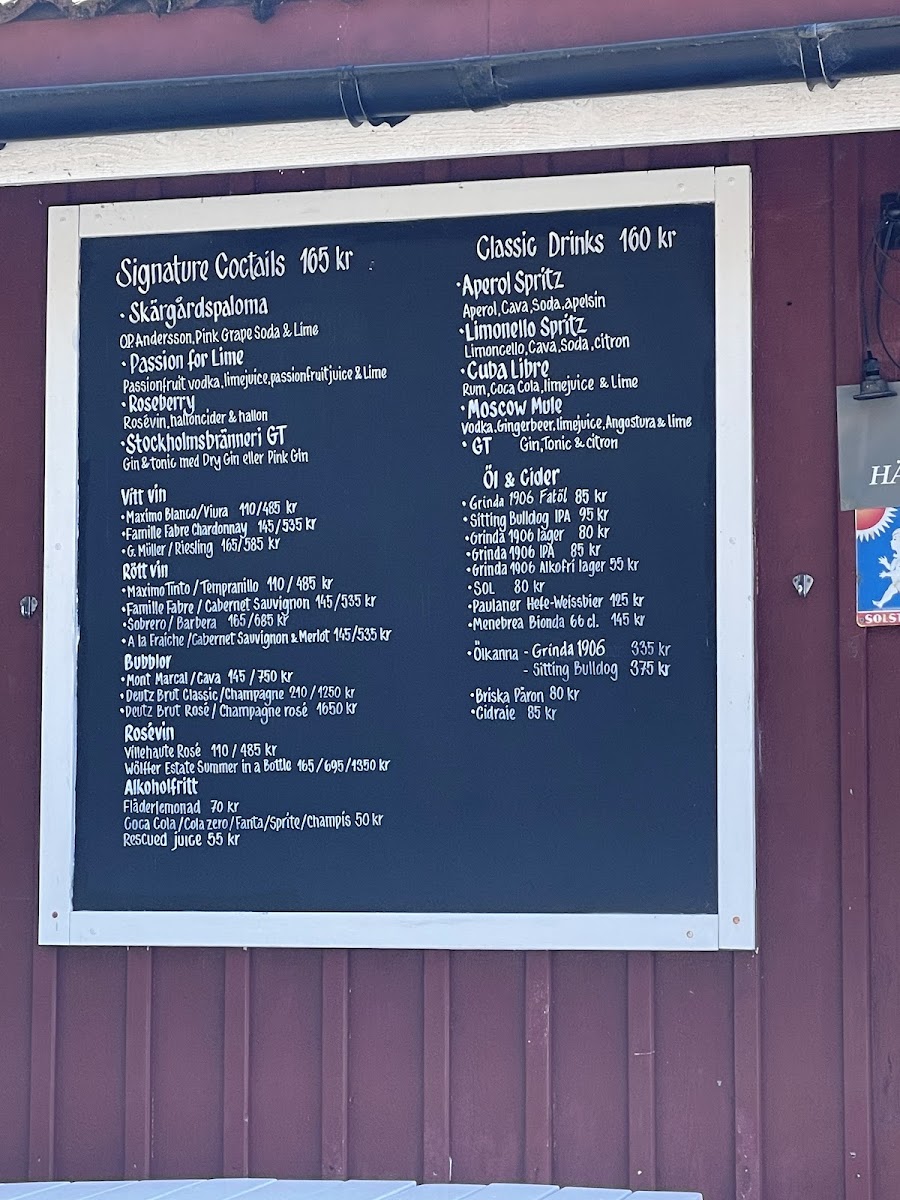 Signature Coctails 165 kr
• Skärgårdspaloma
O.P. Andersson, Pink Grape Soda & Lime
• Passion for Lime
Passionfruit vodka, limejuice, passionfruitjuice & Lime
• Roseberry
Rosévin, halloncider & hallon
• Stockholmsbränneri GT
Gin & tonic med Dry Gin eller Pink Gin
Vitt vin
• Maximo Blanco/Viura 110/485 kr
• Famille Fabre Chardonnay 145/535 kr
• G. Müller / Riesling 165/585 kr
Rött vin
• Maximo Tinto / Tempranillo 110 / 485 kr
• Famille Fabre / Cabernet Sauvignon 145/535 kr
• Sobrero / Barbera 165/685 kr
• A la Fraiche / Cabernet Sauvignon & Merlot 145/535 kr
Bubblor
• Mont Marcal / Cava 145 / 750 kr
• Deutz Brut Classic / Champagne 210 / 1250 kr
• Deutz Brut Rosé / Champagne rosé 1650 kr
Rosévin
Villehaute Rosé 110 / 485 kr
Wölffer Estate Summer in a Bottle 165 / 695 / 1350 kr
Alkoholfritt
Fläderlemonad 70 kr
Coca Cola / Cola zero / Fanta / Sprite / Champis 50 kr
Rescued juice 55 kr
Classic Drinks 160 kr
• Aperol Spritz
Aperol, Cava, Soda, apelsin
• Limonello Spritz
Limoncello, Cava, Soda, citron
• Cuba Libre
Rum, Coca Cola, limejuice & Lime
• Moscow Mule
Vodka, Gingerbeer, limejuice, Angostura & lime
• GT Gin, Tonic & citron
Öl & Cider
• Grinda 1906 Fatöl 85 kr
• Sitting Bulldog IPA 95 kr
• Grinda 1906 lager 80 kr
• Grinda 1906 IPA 85 kr
• Grinda 1906 Alkofri lager 55 kr
• SOL 80 kr
• Paulaner Hefe-Weissbier 125 kr
• Menebrea Bionda 66 cl. 145 kr
• Ölkanna - Grinda 1906 335 kr
- Sitting Bulldog 375 kr
• Briska Päron 80 kr
• Cidraie 85 kr